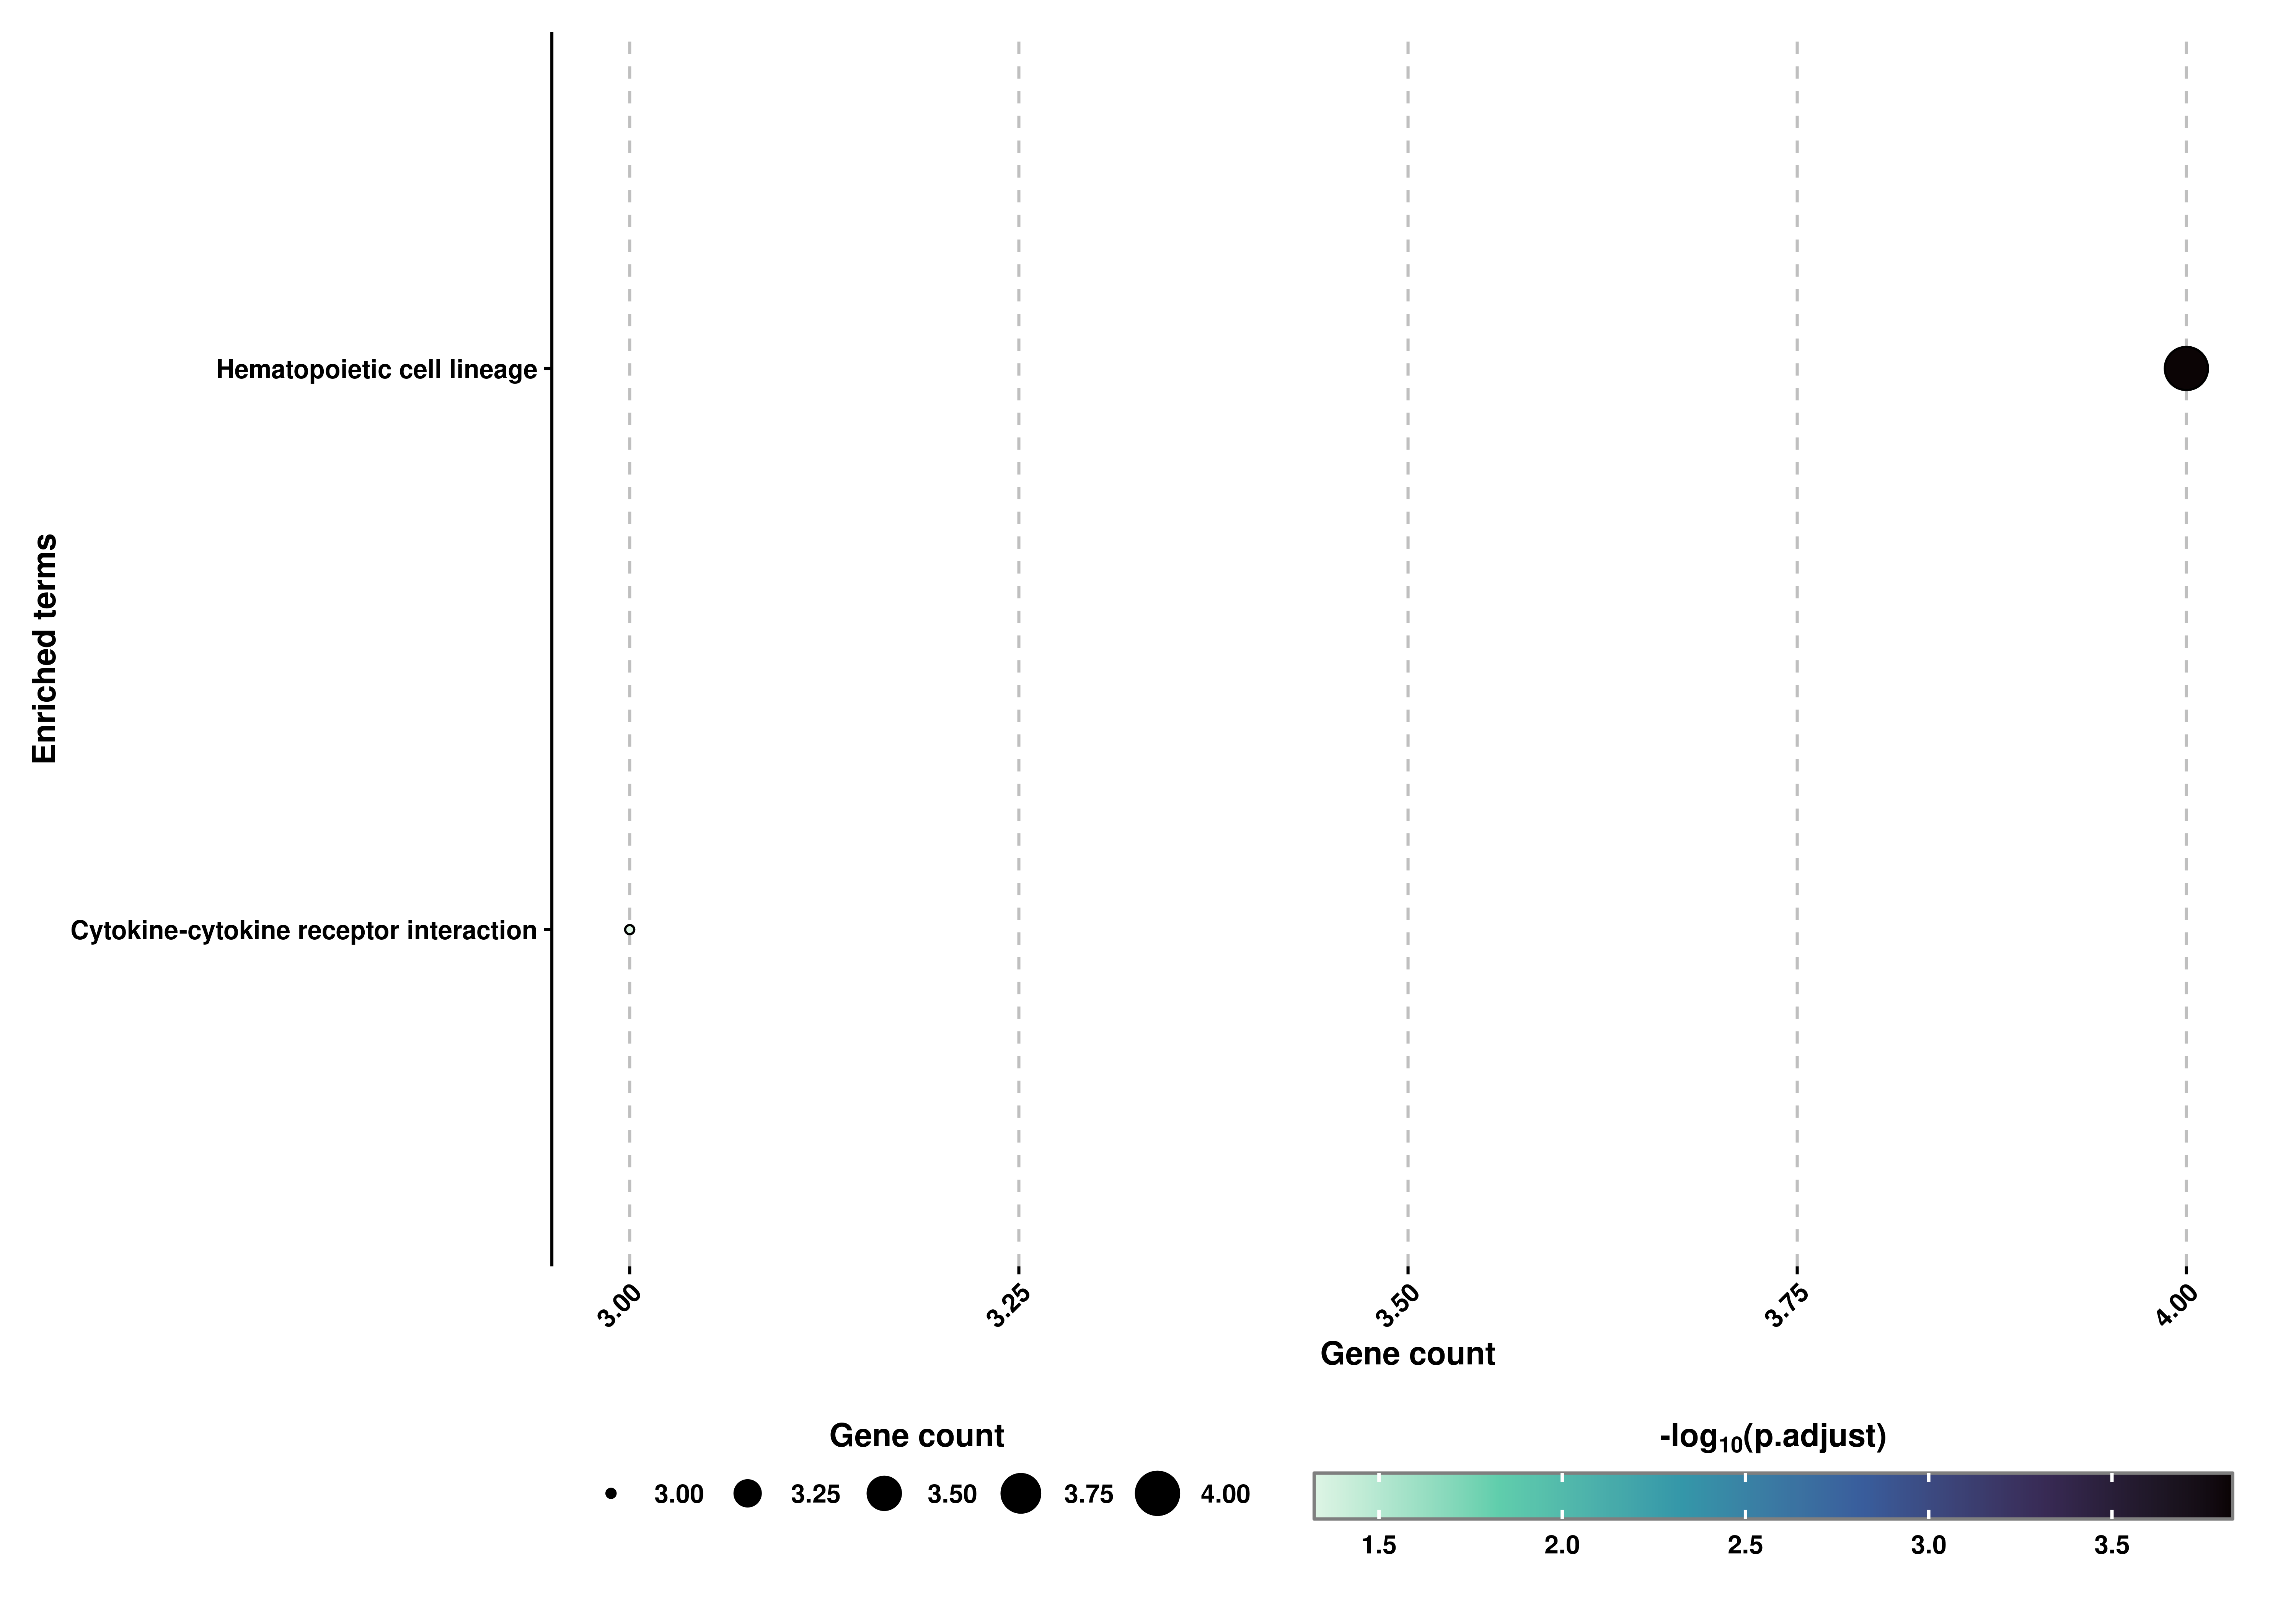 Enriched terms
Hematopoietic cell lineage
Cytokine-cytokine receptor interaction
3.00 3.25 3.50 3.75 4.00
Gene count
Gene count
3.00 3.25 3.50 3.75 4.00
-log₁₀(p.adjust)
1.5 2.0 2.5 3.0 3.5